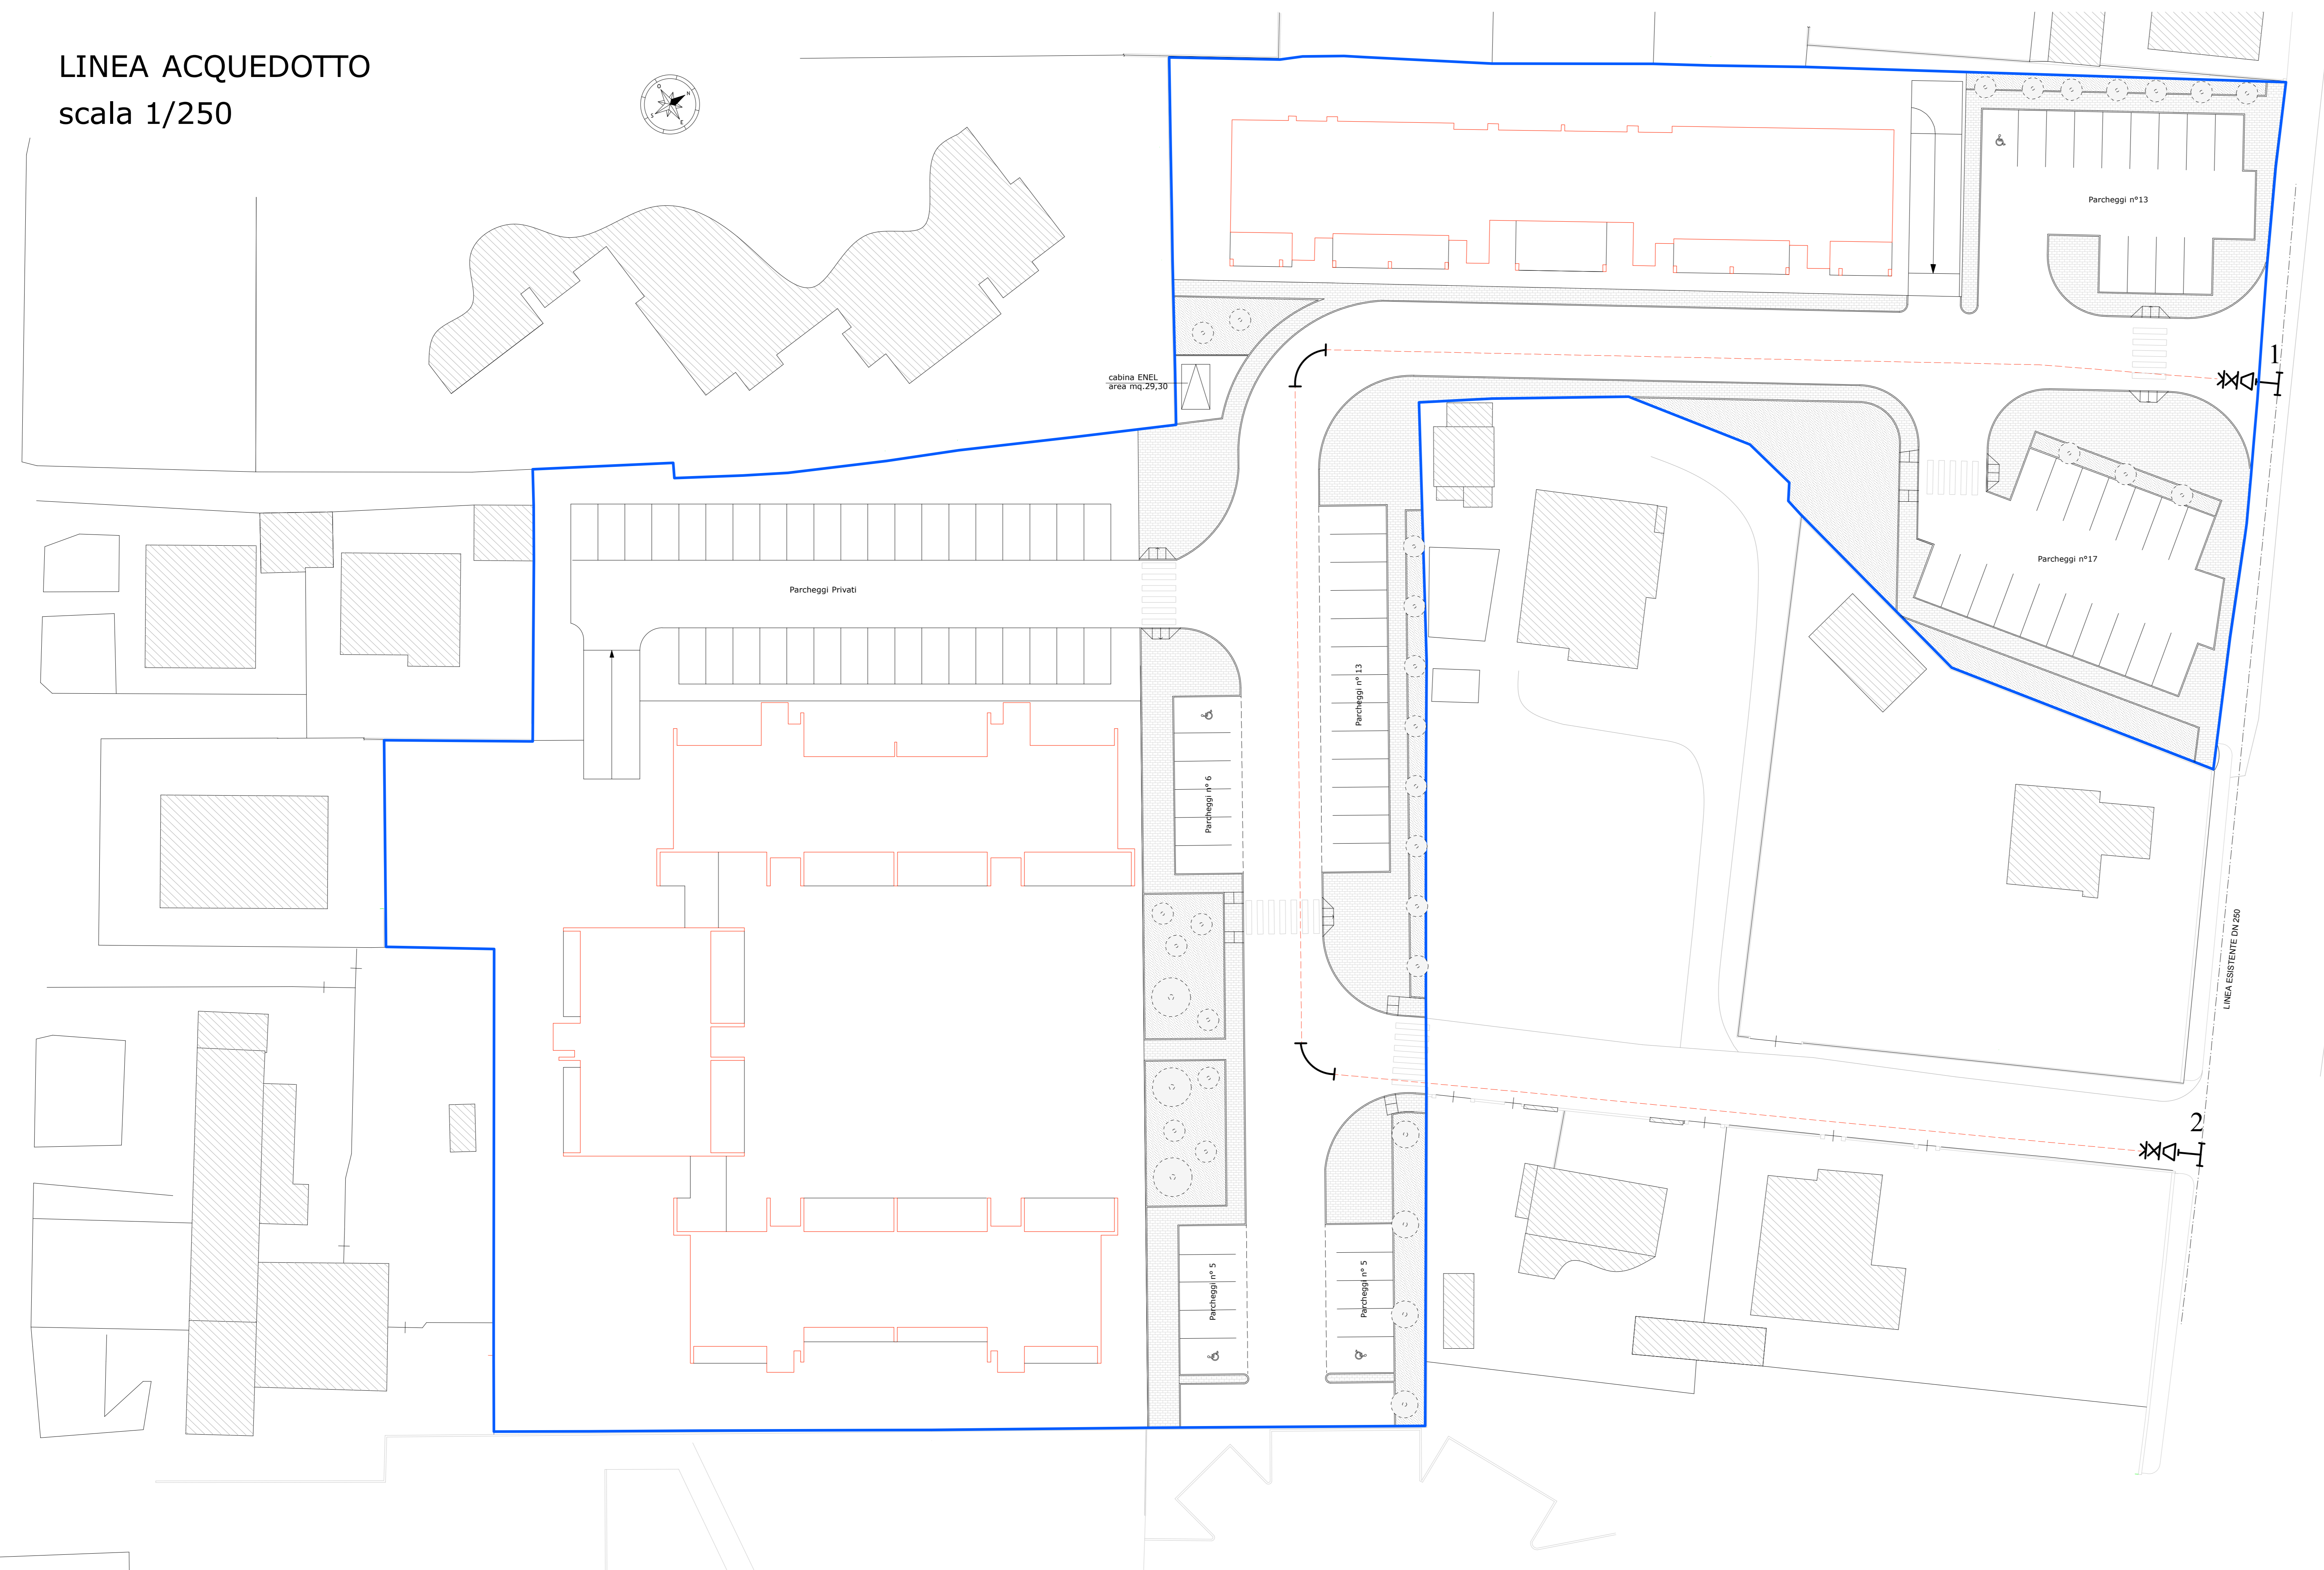 LINEA ACQUEDOTTO
scala 1/250
O
N
S
E
Parcheggi n°13
1
cabina ENEL
area mq.29,30
Parcheggi n°17
Parcheggi Privati
Parcheggi n° 13
Parcheggi n° 6
LINEA ESISTENTE DN 250
2
Parcheggi n° 5
Parcheggi n° 5